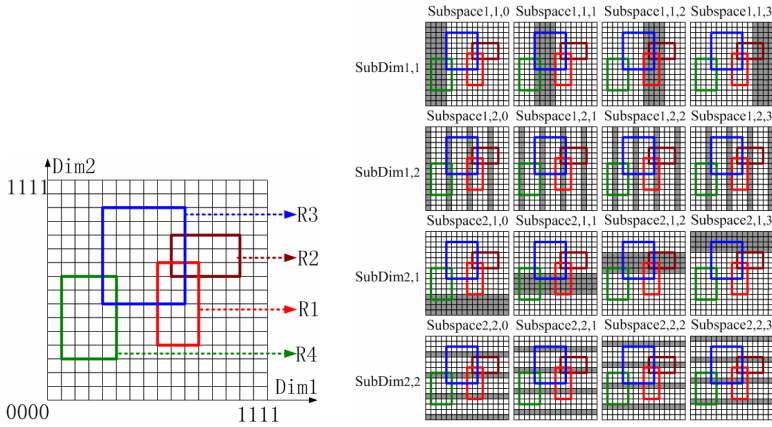 Dim2
1111
R3
R2
R1
R4
Dim1
0000
1111
Subspace1,1,0 Subspace1,1,1 Subspace1,1,2 Subspace1,1,3
SubDim1,1
Subspace1,2,0 Subspace1,2,1 Subspace1,2,2 Subspace1,2,3
SubDim1,2
Subspace2,1,0 Subspace2,1,1 Subspace2,1,2 Subspace2,1,3
SubDim2,1
Subspace2,2,0 Subspace2,2,1 Subspace2,2,2 Subspace2,2,3
SubDim2,2